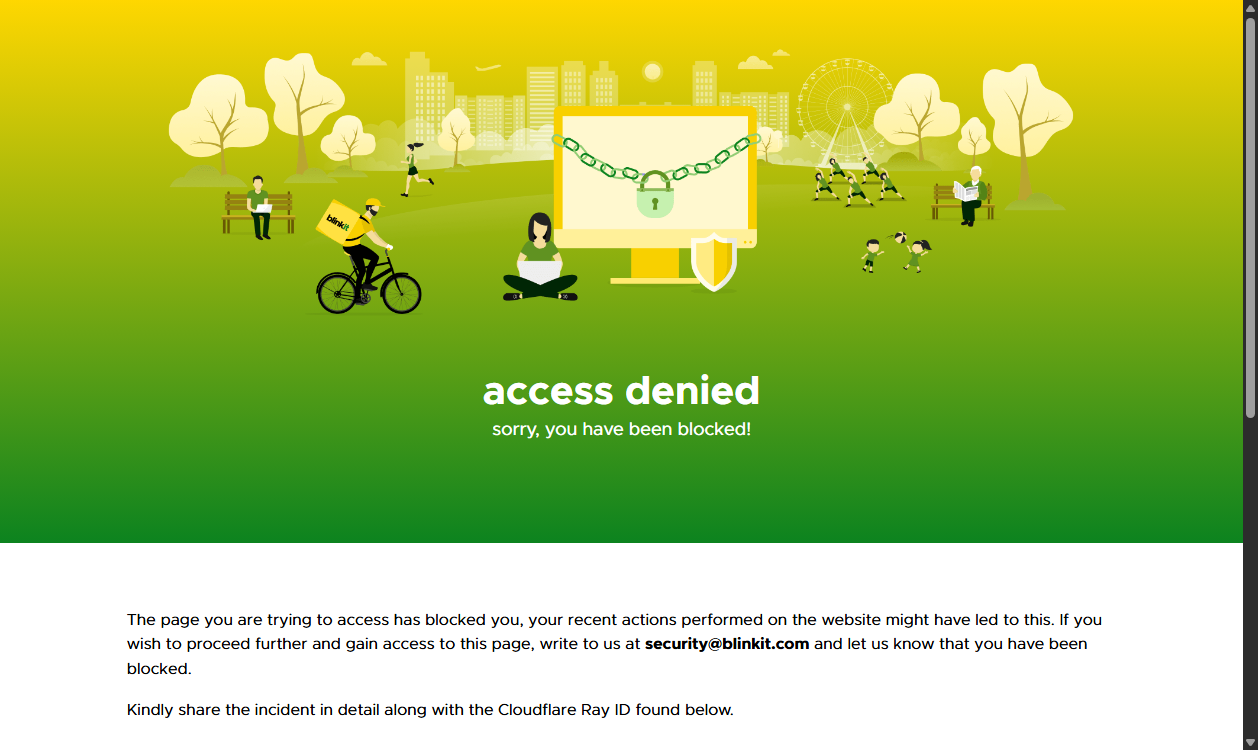 blinkit
access denied
sorry, you have been blocked!
The page you are trying to access has blocked you, your recent actions performed on the website might have led to this. If you
wish to proceed further and gain access to this page, write to us at security@blinkit.com and let us know that you have been
blocked.
Kindly share the incident in detail along with the Cloudflare Ray ID found below.